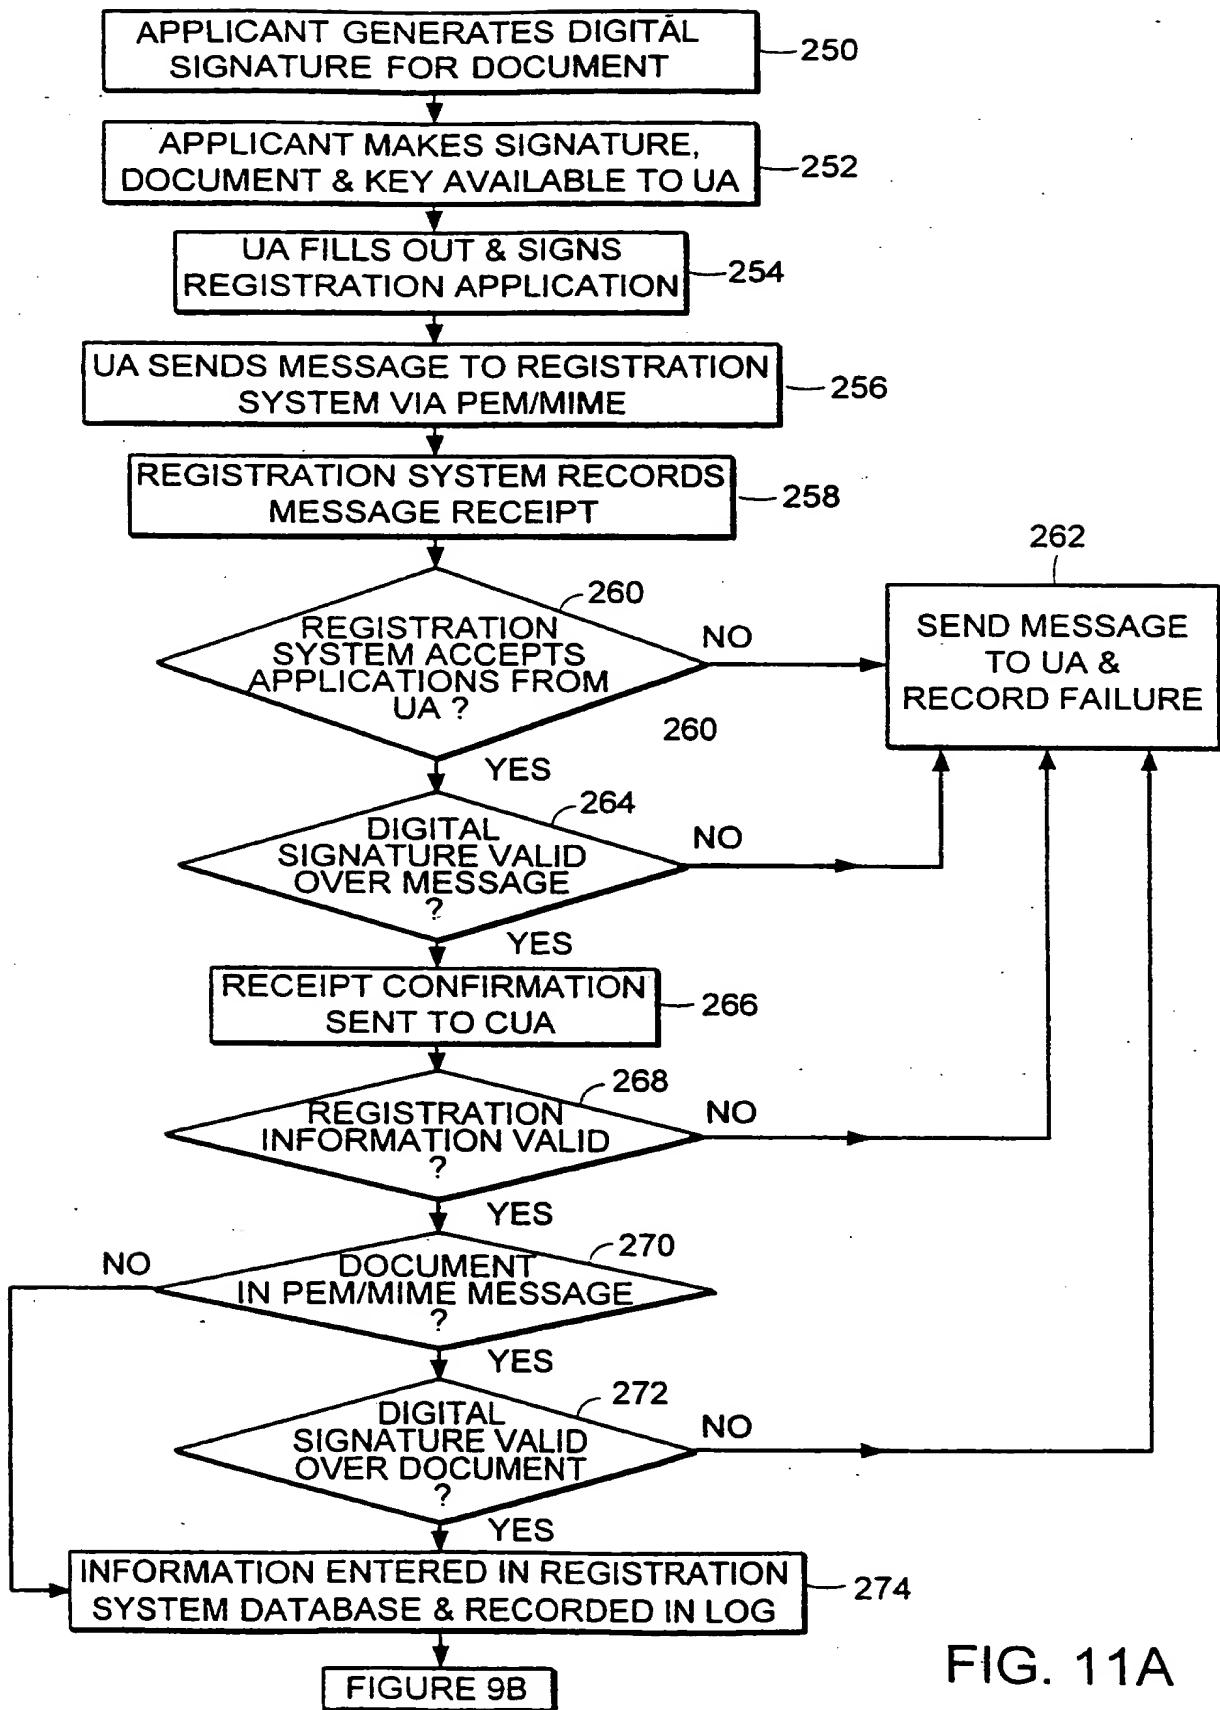 APPLICANT GENERATES DIGITAL
SIGNATURE FOR DOCUMENT
250
APPLICANT MAKES SIGNATURE,
DOCUMENT & KEY AVAILABLE TO UA
252
UA FILLS OUT & SIGNS
REGISTRATION APPLICATION
254
UA SENDS MESSAGE TO REGISTRATION
SYSTEM VIA PEM/MIME
256
REGISTRATION SYSTEM RECORDS
MESSAGE RECEIPT
258
260
REGISTRATION
SYSTEM ACCEPTS
APPLICATIONS FROM
UA ?
NO
260
YES
262
SEND MESSAGE
TO UA &
RECORD FAILURE
264
DIGITAL
SIGNATURE VALID
OVER MESSAGE
?
NO
YES
RECEIPT CONFIRMATION
SENT TO CUA
266
268
REGISTRATION
INFORMATION VALID
?
NO
YES
270
DOCUMENT
IN PEM/MIME MESSAGE
?
NO
YES
272
DIGITAL
SIGNATURE VALID
OVER DOCUMENT
?
NO
YES
INFORMATION ENTERED IN REGISTRATION
SYSTEM DATABASE & RECORDED IN LOG
274
FIGURE 9B
FIG. 11A